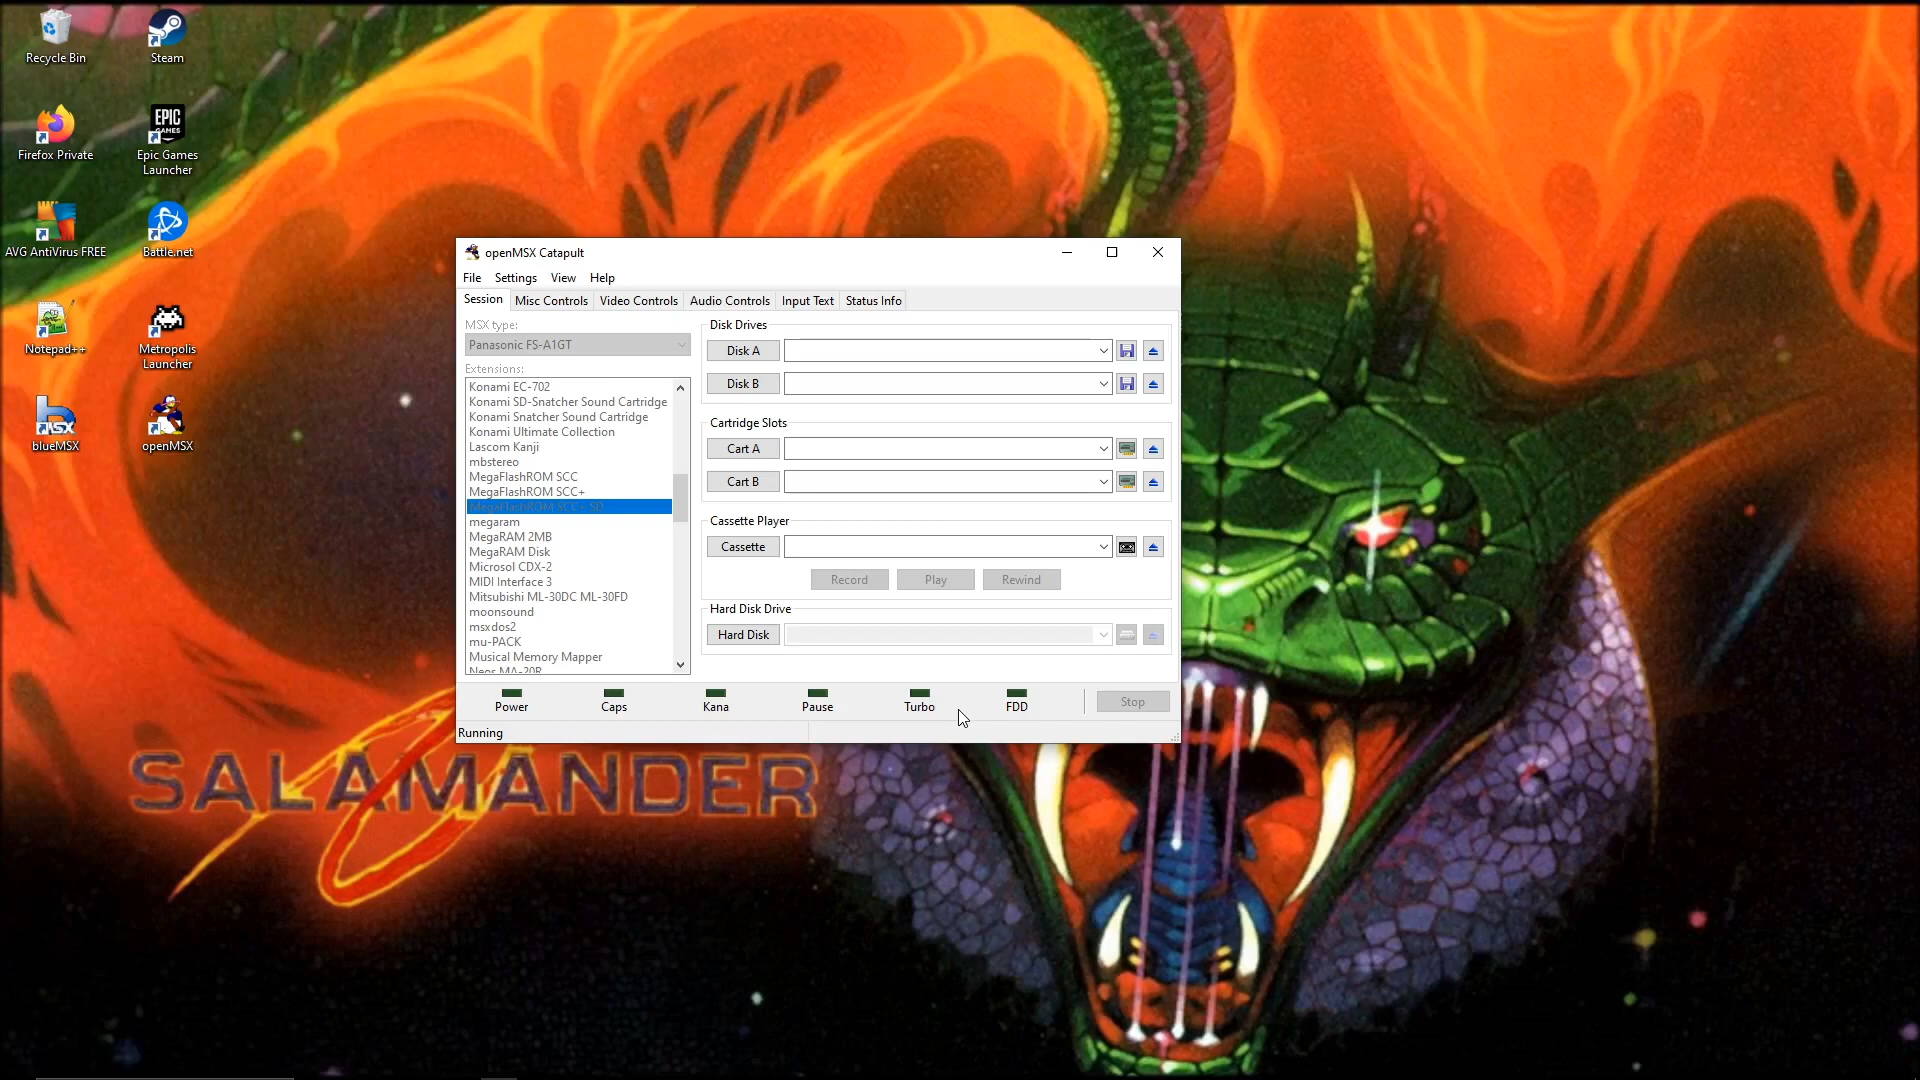 Recycle Bin
Steam
Firefox Private
EPIC
GAMES
Epic Games
Launcher
AVG AntiVirus FREE
Battle.net
Notepad++
Metropolis
Launcher
MSX
blueMSX
openMSX
openMSX Catapult
File Settings View Help
Session Misc Controls Video Controls Audio Controls Input Text Status Info
MSX type:
Panasonic FS-A1GT
Extensions:
Konami EC-702
Konami SD-Snatcher Sound Cartridge
Konami Snatcher Sound Cartridge
Konami Ultimate Collection
Lascom Kanji
mbstereo
MegaFlashROM SCC
MegaFlashROM SCC+
MegaFlashROM SCC+ SD
megaram
MegaRAM 2MB
MegaRAM Disk
Microsol CDX-2
MIDI Interface 3
Mitsubishi ML-30DC ML-30FD
moonsound
msxdos2
mu-PACK
Musical Memory Mapper
Neos MA-20R
Disk Drives
Disk A
Disk B
Cartridge Slots
Cart A
Cart B
Cassette Player
Cassette
Record Play Rewind
Hard Disk Drive
Hard Disk
Power Caps Kana Pause Turbo FDD Stop
Running
SALAMANDER